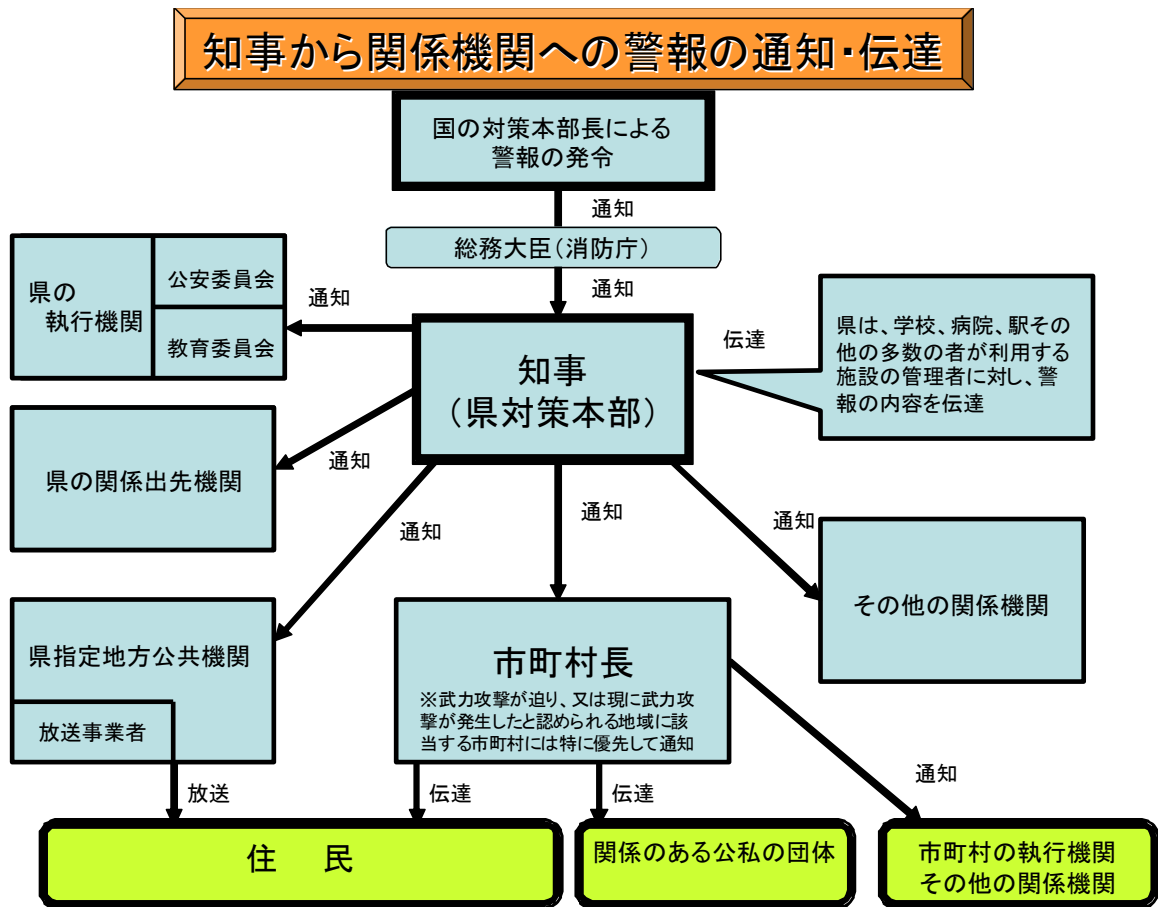 知事から関係機関への警報の通知・伝達
国の対策本部長による
警報の発令
通知
総務大臣（消防庁）
通知
県の
執行機関
公安委員会
教育委員会
通知
知事
（県対策本部）
伝達
県は、学校、病院、駅その
他の多数の者が利用する
施設の管理者に対し、警
報の内容を伝達
県の関係出先機関
通知
通知
通知
通知
その他の関係機関
県指定地方公共機関
放送事業者
市町村長
※武力攻撃が迫り、又は現に武力攻
撃が発生したと認められる地域に該
当する市町村には特に優先して通知
放送
伝達
伝達
通知
住　民
関係のある公私の団体
市町村の執行機関
その他の関係機関